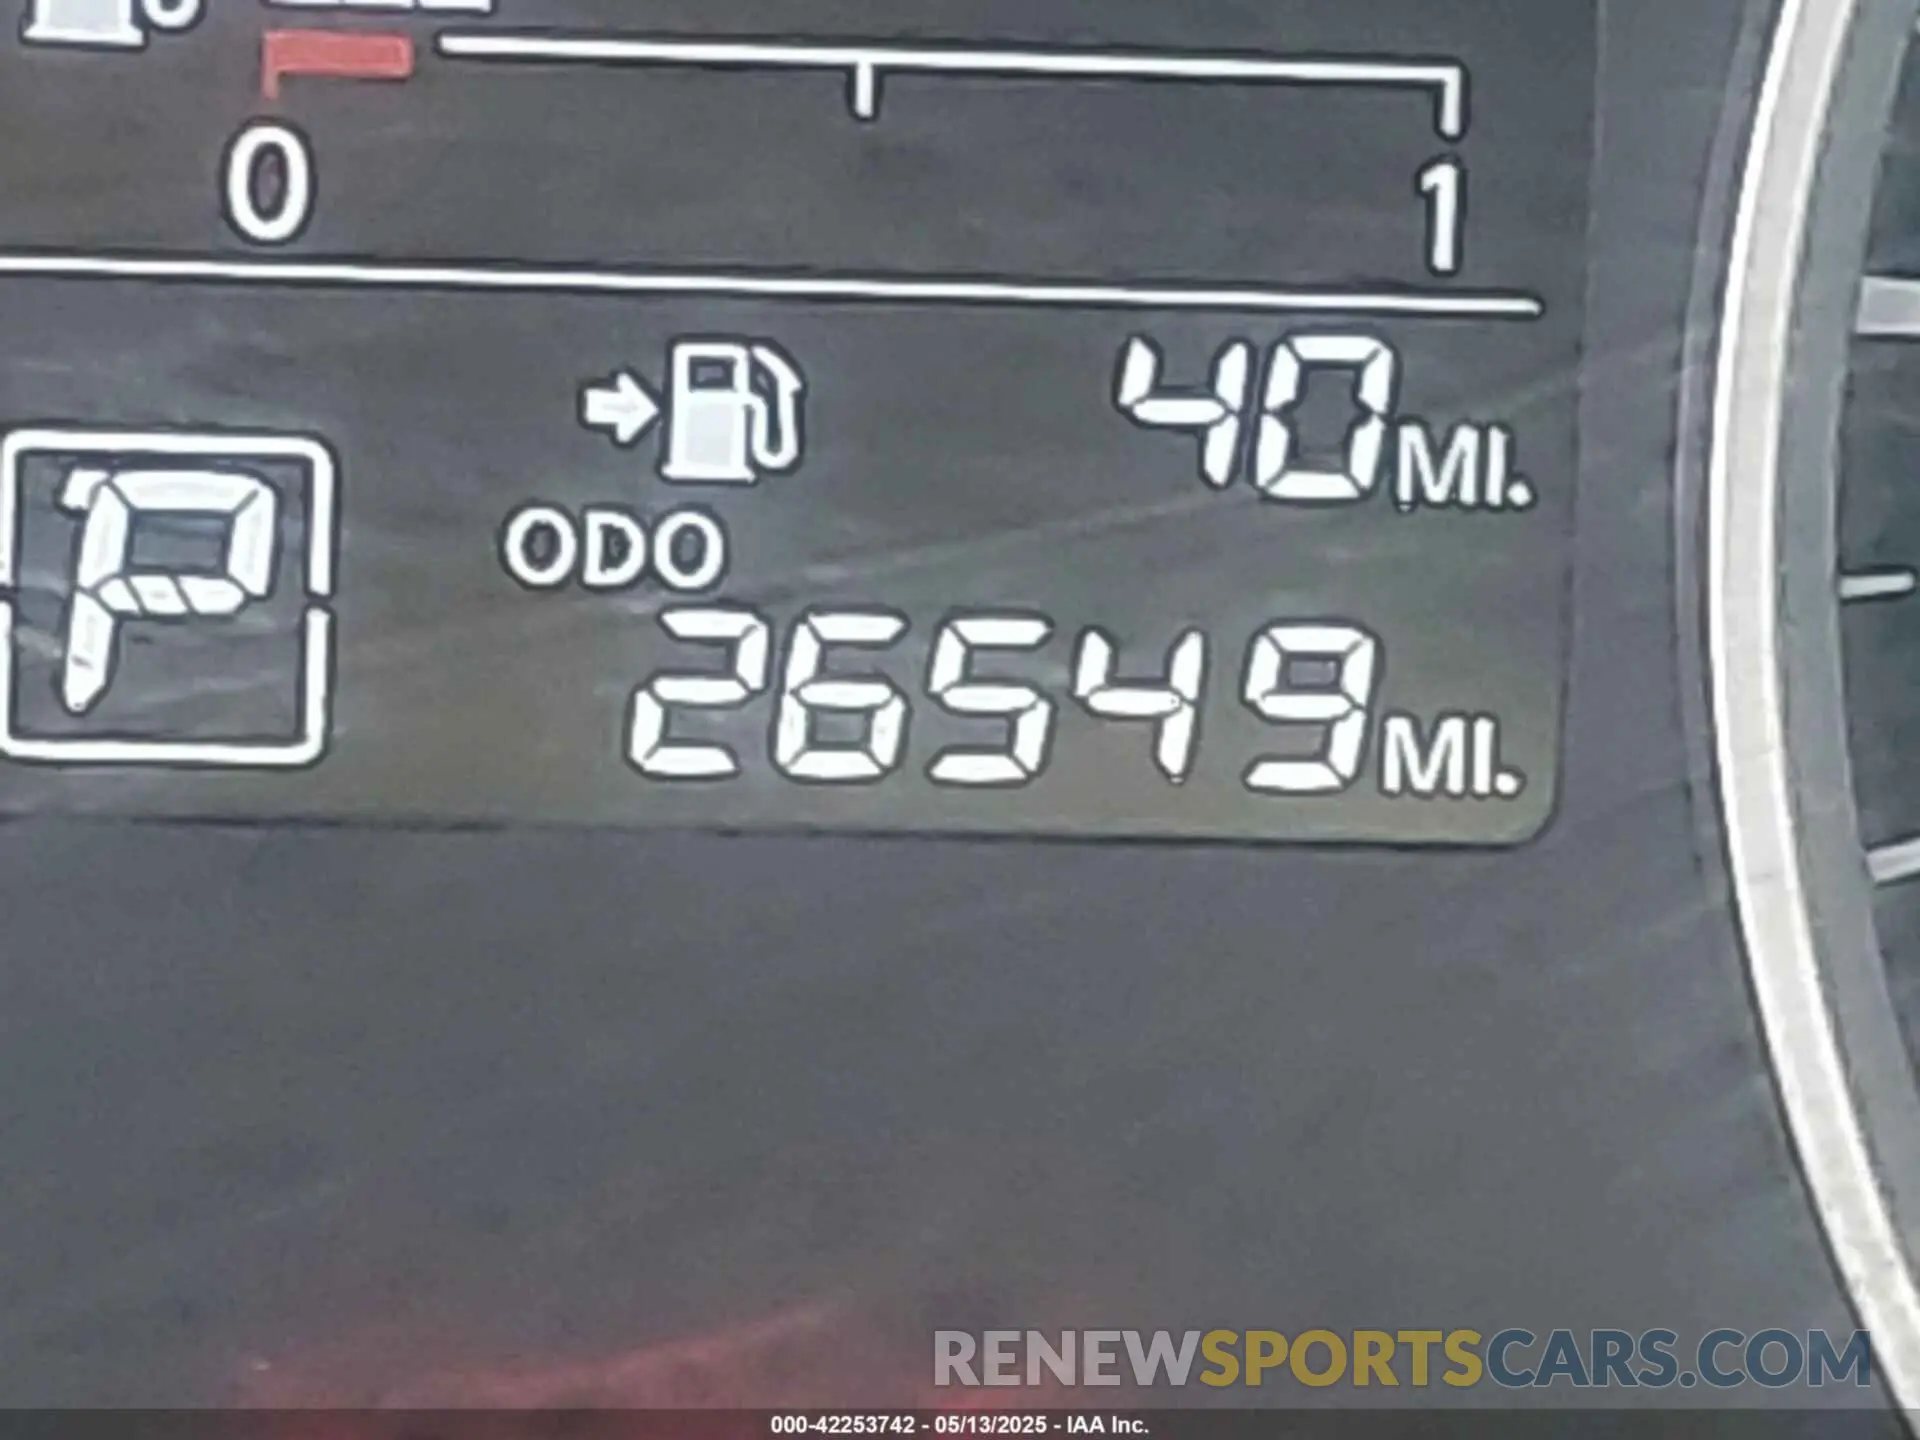 0 1
40 MI.
P
ODO
26549 MI.
RENEWSPORTSCARS.COM
000-42253742 - 05/13/2025 - IAA Inc.